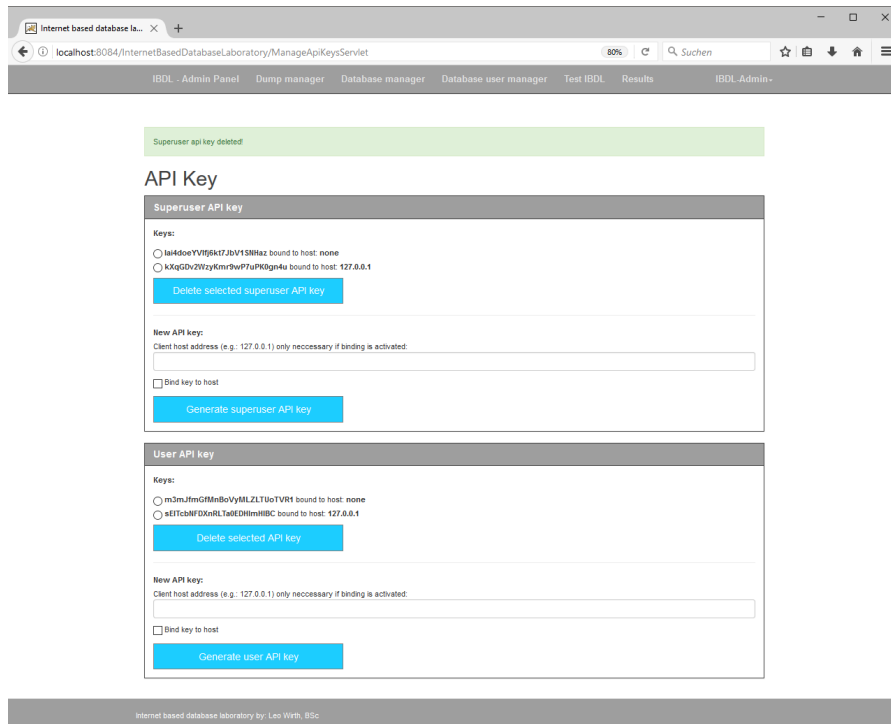 Internet based database la...
localhost:8084/InternetBasedDatabaseLaboratory/ManageApiKeysServlet 80% Suchen
IBDL - Admin Panel Dump manager Database manager Database user manager Test IBDL Results IBDL-Admin
Superuser api key deleted!
API Key
Superuser API key
Keys:
bound to host: none
kXqGDv2WzyKmr9wP7uPK0gn4u bound to host: 127.0.0.1
Delete selected superuser API key
New API key:
Client host address (e.g.: 127.0.0.1) only neccessary if binding is activated:
Bind key to host
Generate superuser API key
User API key
Keys:
m3mJfmGfMnBoVyMLZLTUoTVR1 bound to host: none
bound to host: 127.0.0.1
Delete selected API key
New API key:
Client host address (e.g.: 127.0.0.1) only neccessary if binding is activated:
Bind key to host
Generate user API key
Internet based database laboratory by: Leo Wirth, BSc